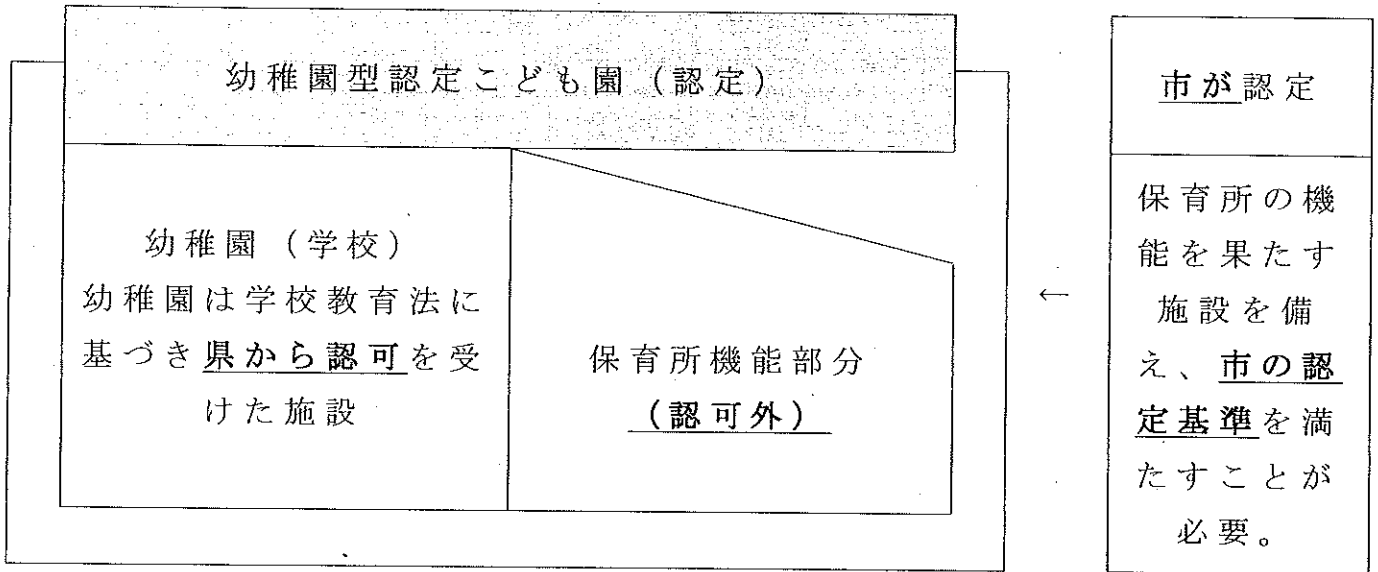 幼稚園型認定こども園（認定）
幼稚園（学校）
幼稚園は学校教育法に
基づき県から認可を受
けた施設
保育所機能部分
（認可外）
←
市が認定
保育所の機
能を果たす
施設を備
え、市の認
定基準を満
たすことが
必要。